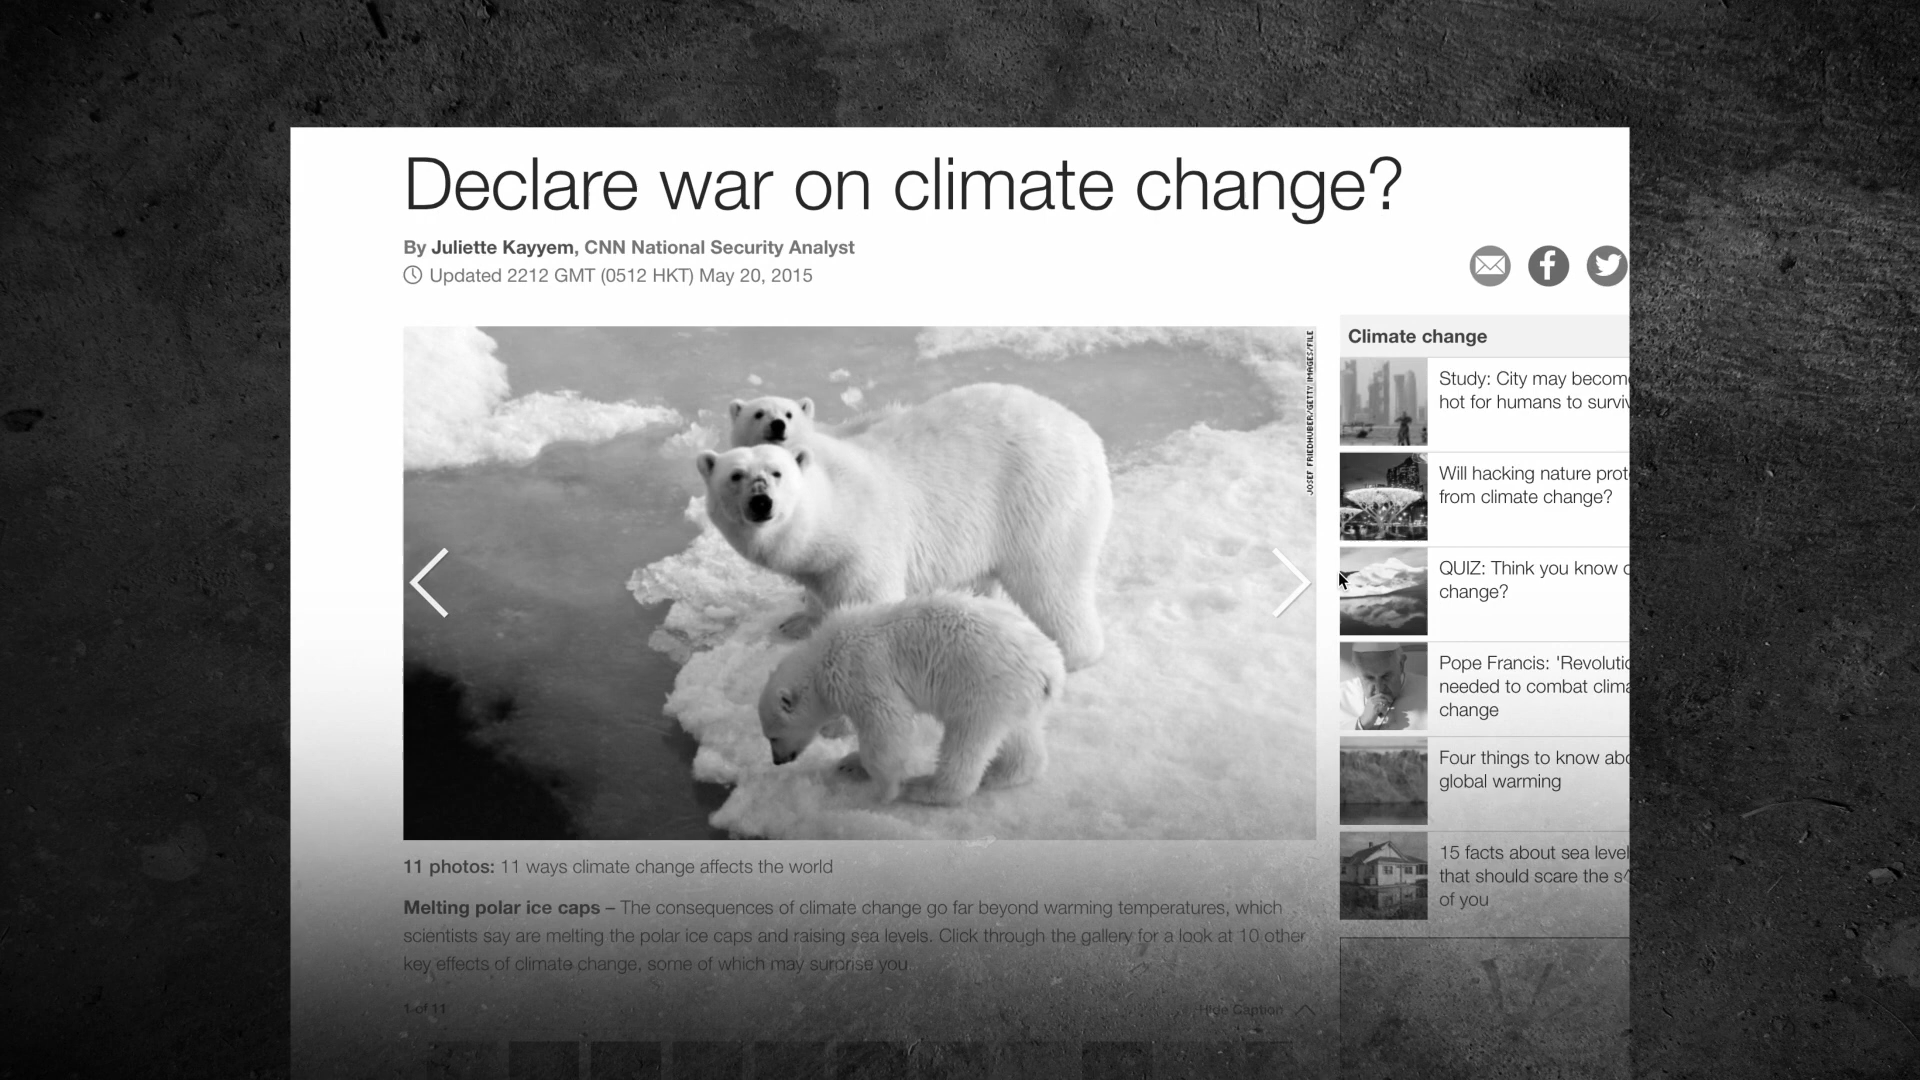 Declare war on climate change?
By Juliette Kayyem, CNN National Security Analyst
Updated 2212 GMT (0512 HKT) May 20, 2015
JOSEF FRIEDHUBER/GETTY IMAGES/FILE
11 photos: 11 ways climate change affects the world
Melting polar ice caps – The consequences of climate change go far beyond warming temperatures, which
scientists say are melting the polar ice caps and raising sea levels. Click through the gallery for a look at 10 other
key effects of climate change, some of which may surprise you
1 of 11
Hide Caption
Climate change
Study: City may becom
hot for humans to surviv
Will hacking nature prot
from climate change?
QUIZ: Think you know c
change?
Pope Francis: 'Revolutio
needed to combat clima
change
Four things to know abo
global warming
15 facts about sea level
that should scare the s^
of you